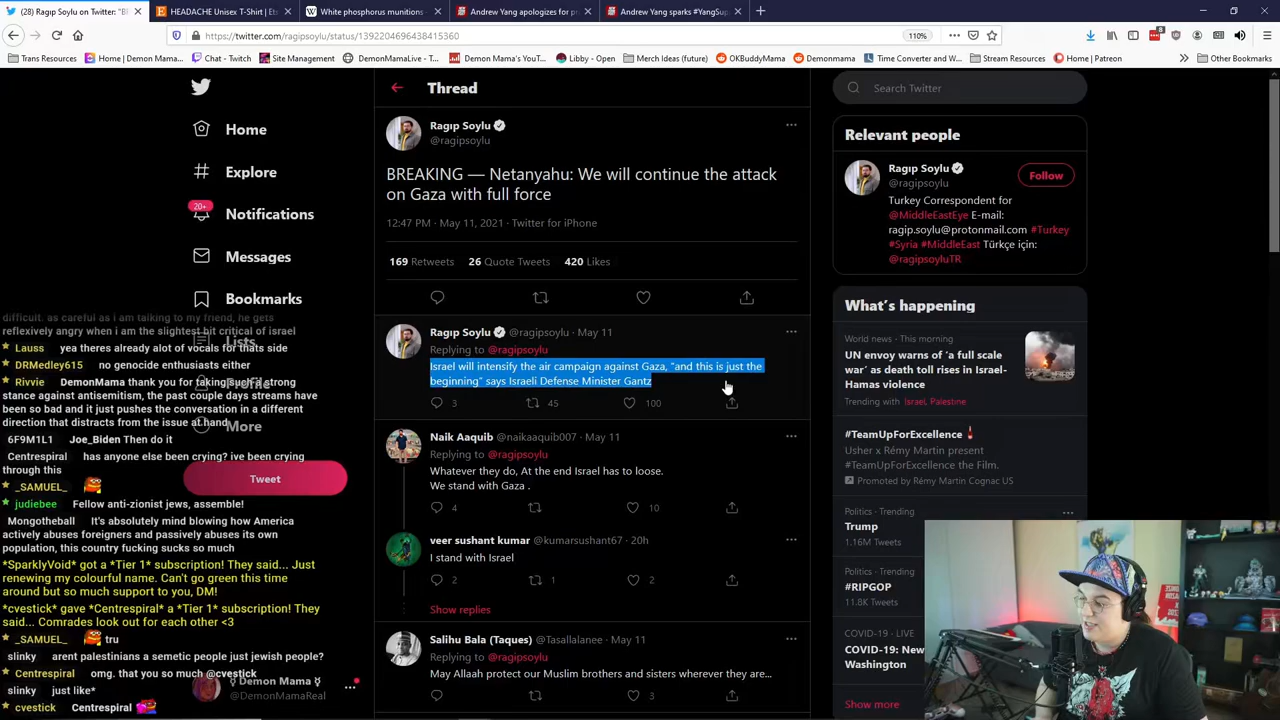 (28) Ragıp Soylu on Twitter: "BR
HEADACHE Unisex T-Shirt | Ets
White phosphorus munitions -
Andrew Yang apologizes for p
Andrew Yang sparks #YangSup
https://twitter.com/ragipsoylu/status/1392204696438415360
110%
Trans Resources
Home | Demon Mama...
Chat - Twitch
Site Management
DemonMamaLive - T...
Demon Mama's YouT...
Libby - Open
Merch Ideas (future)
OKBuddyMama
Demonmama
Time Converter and W...
Stream Resources
Home | Patreon
Other Bookmarks
Home
Explore
20+
Notifications
Messages
Bookmarks
Lists
Profile
More
Tweet
Demon Mama
@DemonMamaReal
difficult. as careful as i am talking to my friend, he gets
reflexively angry when i am the slightest bit critical of israel
Lauss yea theres already alot of vocals for thats side
DRMedley615 no genocide enthusiasts either
Rivvie DemonMama thank you for taking such a strong
stance against antisemitism, the past couple days streams have
been so bad and it just pushes the conversation in a different
direction that distracts from the issue at hand
6F9M1L1 Joe_Biden Then do it
Centrespiral has anyone else been crying? ive been crying
through this
_SAMUEL_
judiebee Fellow anti-zionist jews, assemble!
Mongotheball It's absolutely mind blowing how America
actively abuses foreigners and passively abuses its own
population, this country fucking sucks so much
*SparklyVoid* got a *Tier 1* subscription! They said... Just
renewing my colourful name. Can't go green this time
around but so much support to you, DM!
*cvestick* gave *Centrespiral* a *Tier 1* subscription! They
said... Comrades look out for each other <3
_SAMUEL_ tru
slinky arent palestinians a semetic people just jewish people?
Centrespiral omg. that you so much @cvestick
slinky just like*
cvestick Centrespiral
Thread
Ragıp Soylu
@ragipsoylu
BREAKING — Netanyahu: We will continue the attack
on Gaza with full force
12:47 PM · May 11, 2021 · Twitter for iPhone
169 Retweets 26 Quote Tweets 420 Likes
Ragıp Soylu @ragipsoylu · May 11
Replying to @ragipsoylu
Israel will intensify the air campaign against Gaza, "and this is just the
beginning" says Israeli Defense Minister Gantz
3 45 100
Naik Aaquib @naikaaquib007 · May 11
Replying to @ragipsoylu
Whatever they do, At the end Israel has to loose.
We stand with Gaza .
4 10
veer sushant kumar @kumarsushant67 · 20h
I stand with Israel
2 1 2
Show replies
Salihu Bala (Taques) @Tasallalanee · May 11
Replying to @ragipsoylu
May Allaah protect our Muslim brothers and sisters wherever they are...
3
Search Twitter
Relevant people
Ragıp Soylu
@ragipsoylu
Follow
Turkey Correspondent for
@MiddleEastEye E-mail:
ragip.soylu@protonmail.com #Turkey
#Syria #MiddleEast Türkçe için:
@ragipsoyluTR
What's happening
World news · This morning
UN envoy warns of 'a full scale
war' as death toll rises in Israel-
Hamas violence
Trending with Israel, Palestine
#TeamUpForExcellence
Usher x Rémy Martin present
#TeamUpForExcellence the Film.
Promoted by Rémy Martin Cognac US
Politics · Trending
Trump
1.16M Tweets
Politics · Trending
#RIPGOP
11.8K Tweets
COVID-19 · LIVE
COVID-19: New
Washington
Show more